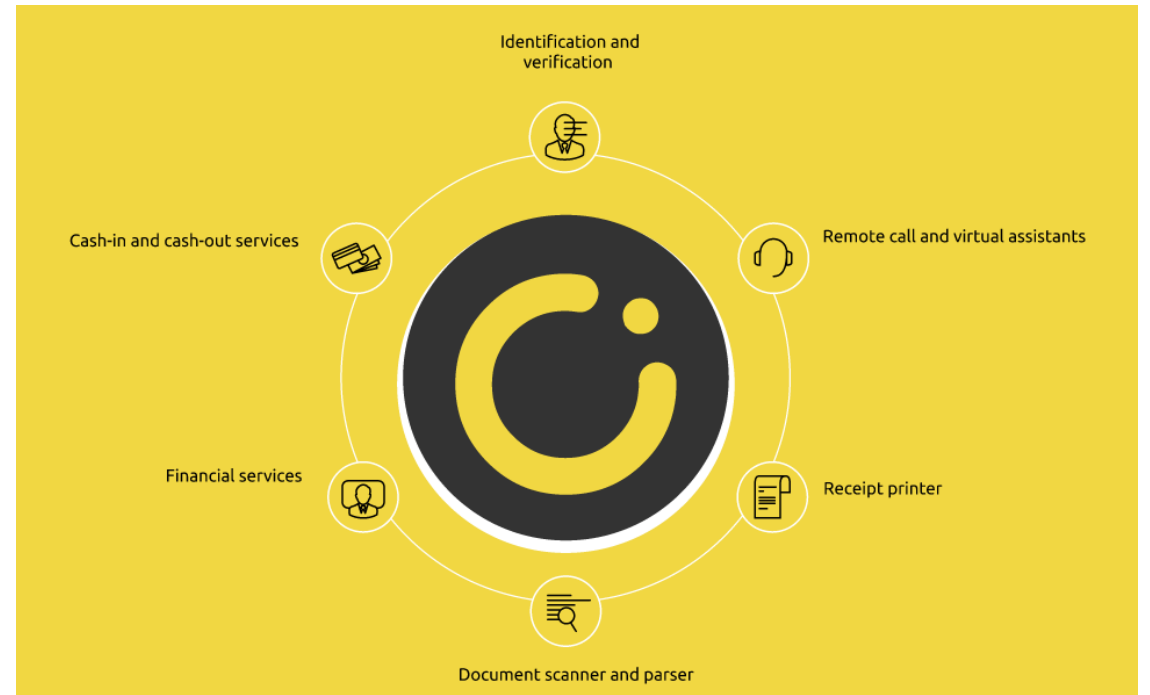 Identification and
verification
Cash-in and cash-out services
Remote call and virtual assistants
Financial services
Receipt printer
Document scanner and parser